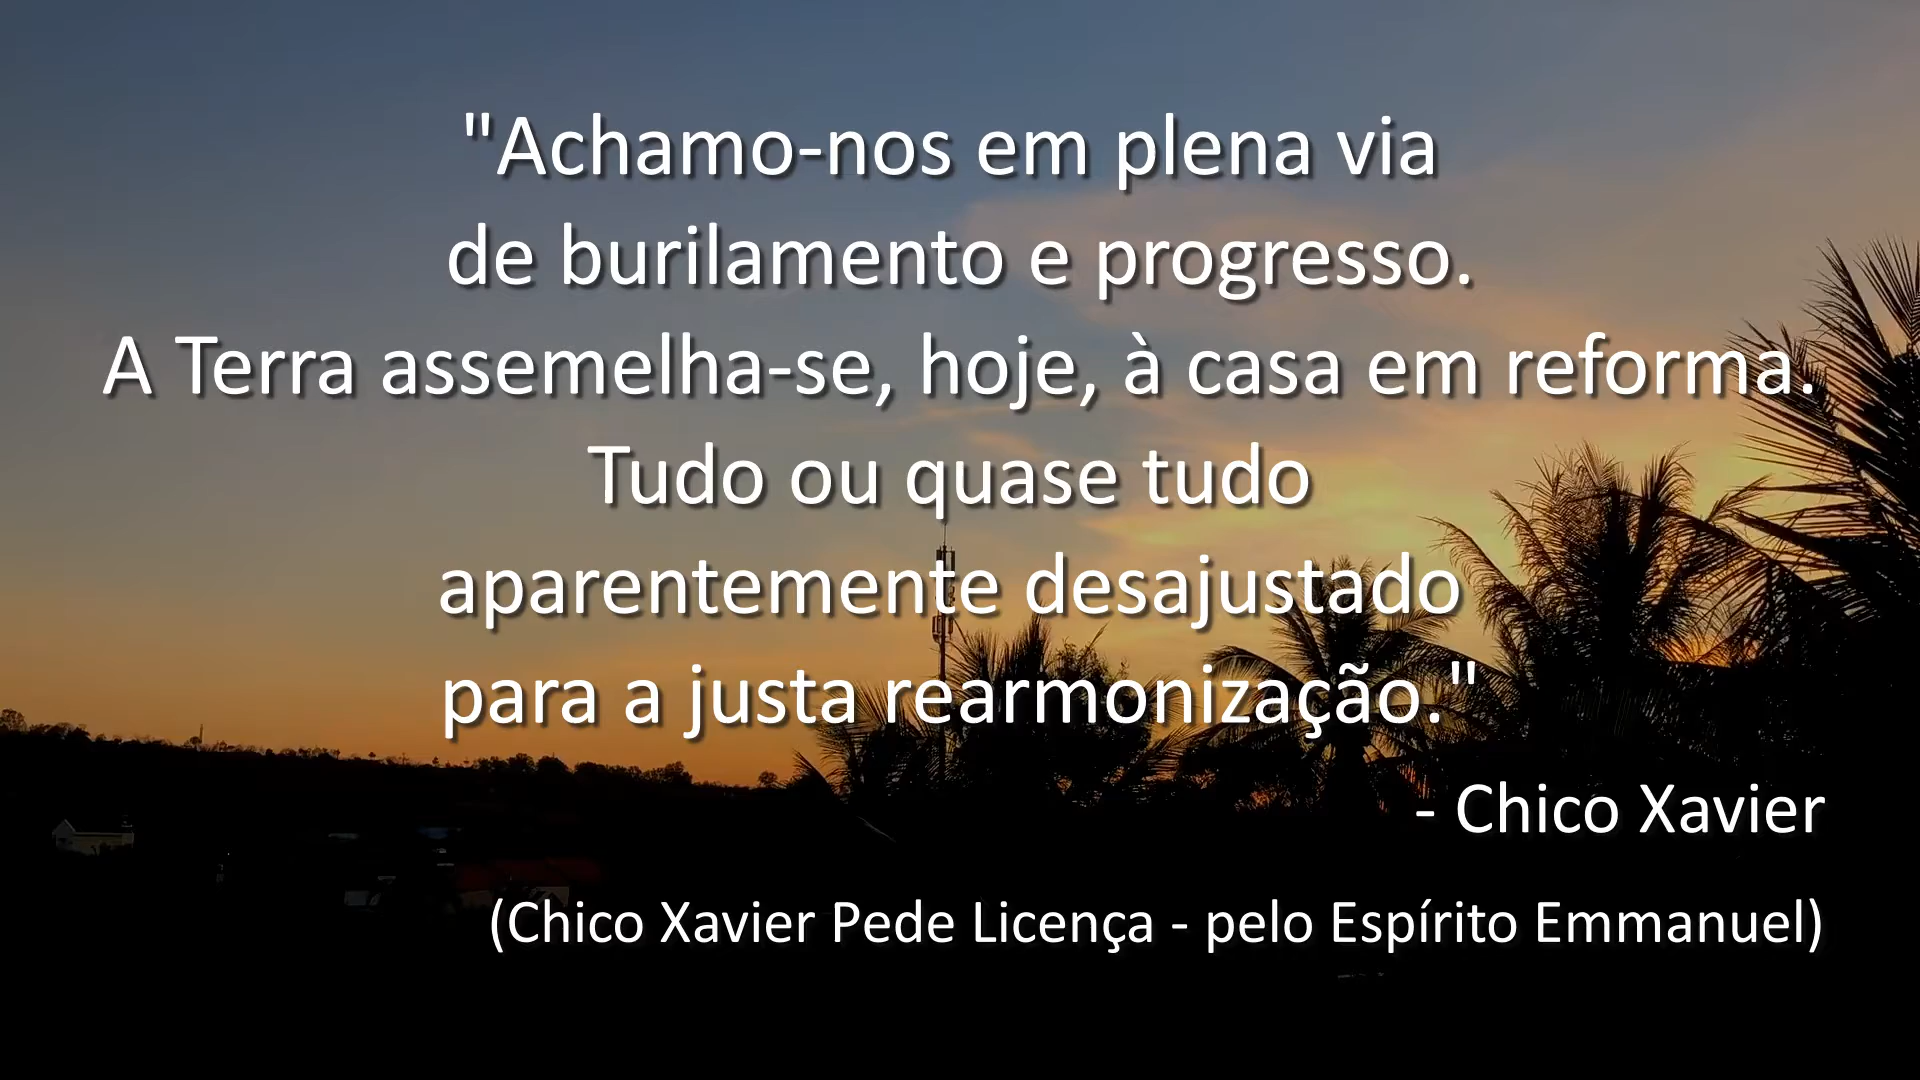 "Achamo-nos em plena via
de burilamento e progresso.
A Terra assemelha-se, hoje, à casa em reforma.
Tudo ou quase tudo
aparentemente desajustado
para a justa rearmonização."
- Chico Xavier
(Chico Xavier Pede Licença - pelo Espírito Emmanuel)